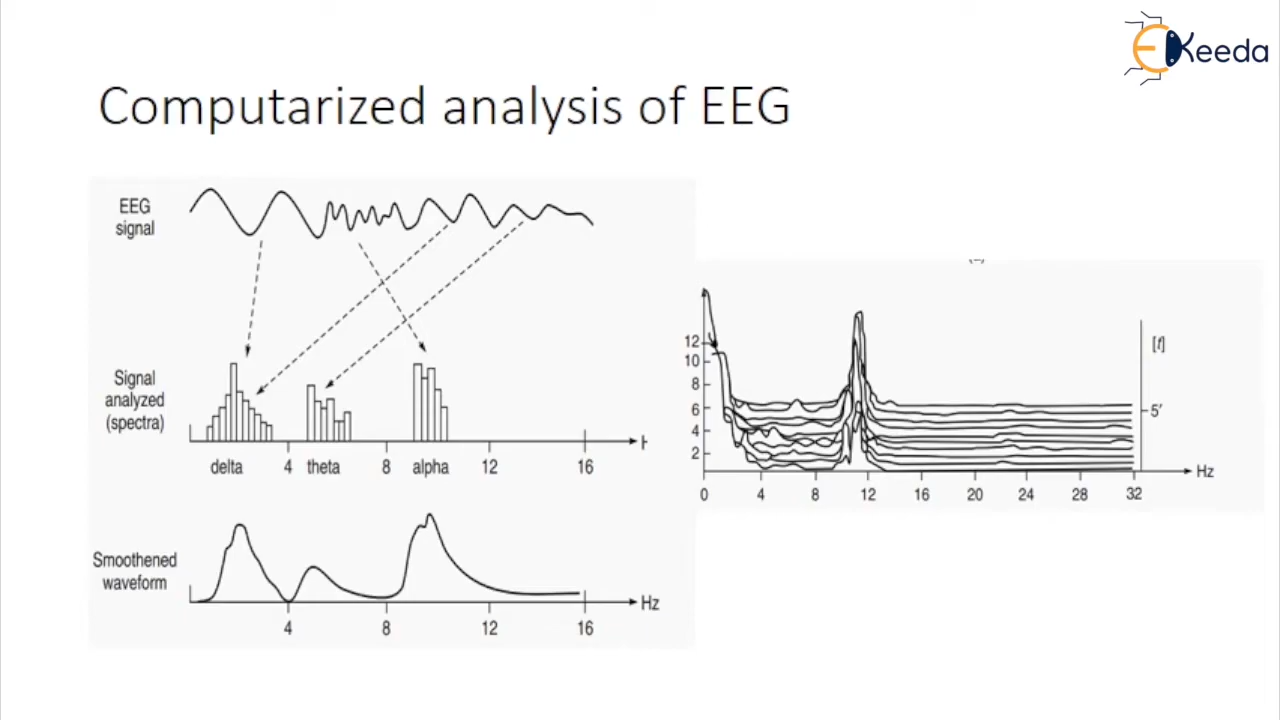 EKeeda
Computarized analysis of EEG
EEG
signal
Signal
analyzed
(spectra)
delta 4 theta 8 alpha 12 16
Smoothened
waveform
Hz
4 8 12 16
12
10
8
6
4
2
[f]
5'
Hz
0 4 8 12 16 20 24 28 32